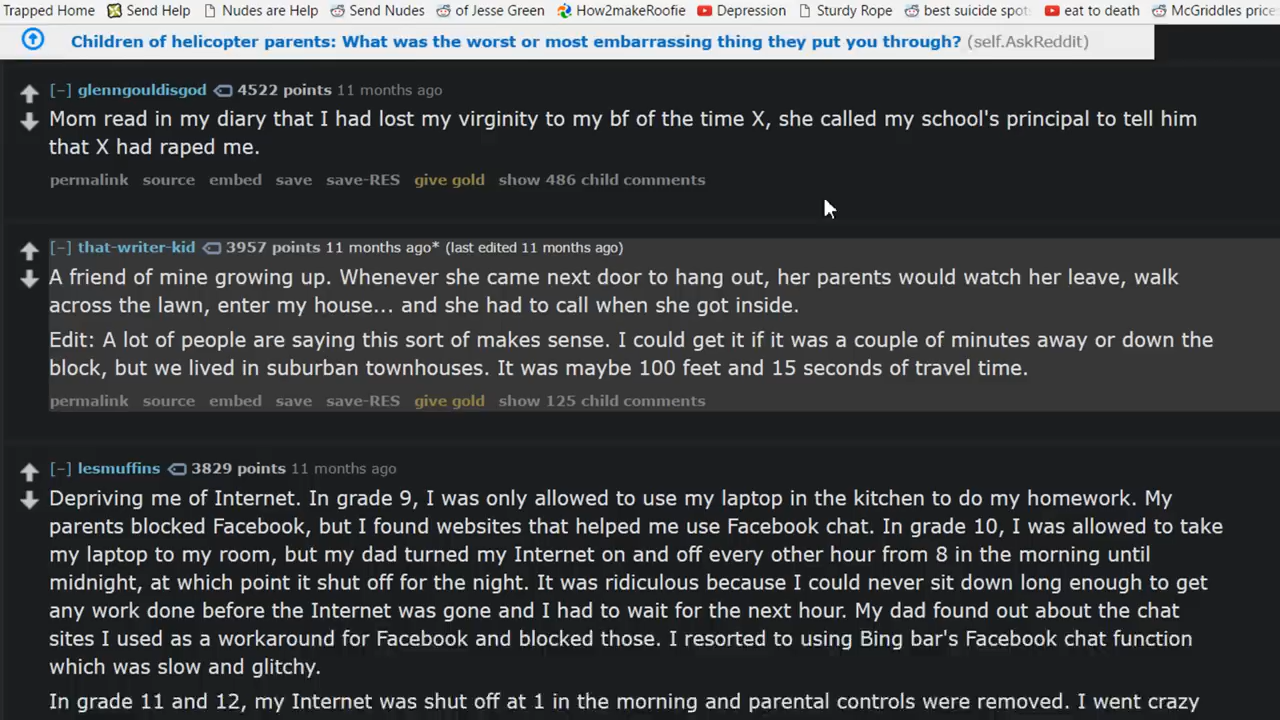 Trapped Home Send Help Nudes are Help Send Nudes of Jesse Green How2makeRoofie Depression Sturdy Rope best suicide spot eat to death McGriddles price
Children of helicopter parents: What was the worst or most embarrassing thing they put you through? (self.AskReddit)
[–] glenngouldisgod 4522 points 11 months ago
Mom read in my diary that I had lost my virginity to my bf of the time X, she called my school's principal to tell him
that X had raped me.
permalink source embed save save-RES give gold show 486 child comments
[–] that-writer-kid 3957 points 11 months ago* (last edited 11 months ago)
A friend of mine growing up. Whenever she came next door to hang out, her parents would watch her leave, walk
across the lawn, enter my house... and she had to call when she got inside.
Edit: A lot of people are saying this sort of makes sense. I could get it if it was a couple of minutes away or down the
block, but we lived in suburban townhouses. It was maybe 100 feet and 15 seconds of travel time.
permalink source embed save save-RES give gold show 125 child comments
[–] lesmuffins 3829 points 11 months ago
Depriving me of Internet. In grade 9, I was only allowed to use my laptop in the kitchen to do my homework. My
parents blocked Facebook, but I found websites that helped me use Facebook chat. In grade 10, I was allowed to take
my laptop to my room, but my dad turned my Internet on and off every other hour from 8 in the morning until
midnight, at which point it shut off for the night. It was ridiculous because I could never sit down long enough to get
any work done before the Internet was gone and I had to wait for the next hour. My dad found out about the chat
sites I used as a workaround for Facebook and blocked those. I resorted to using Bing bar's Facebook chat function
which was slow and glitchy.
In grade 11 and 12, my Internet was shut off at 1 in the morning and parental controls were removed. I went crazy